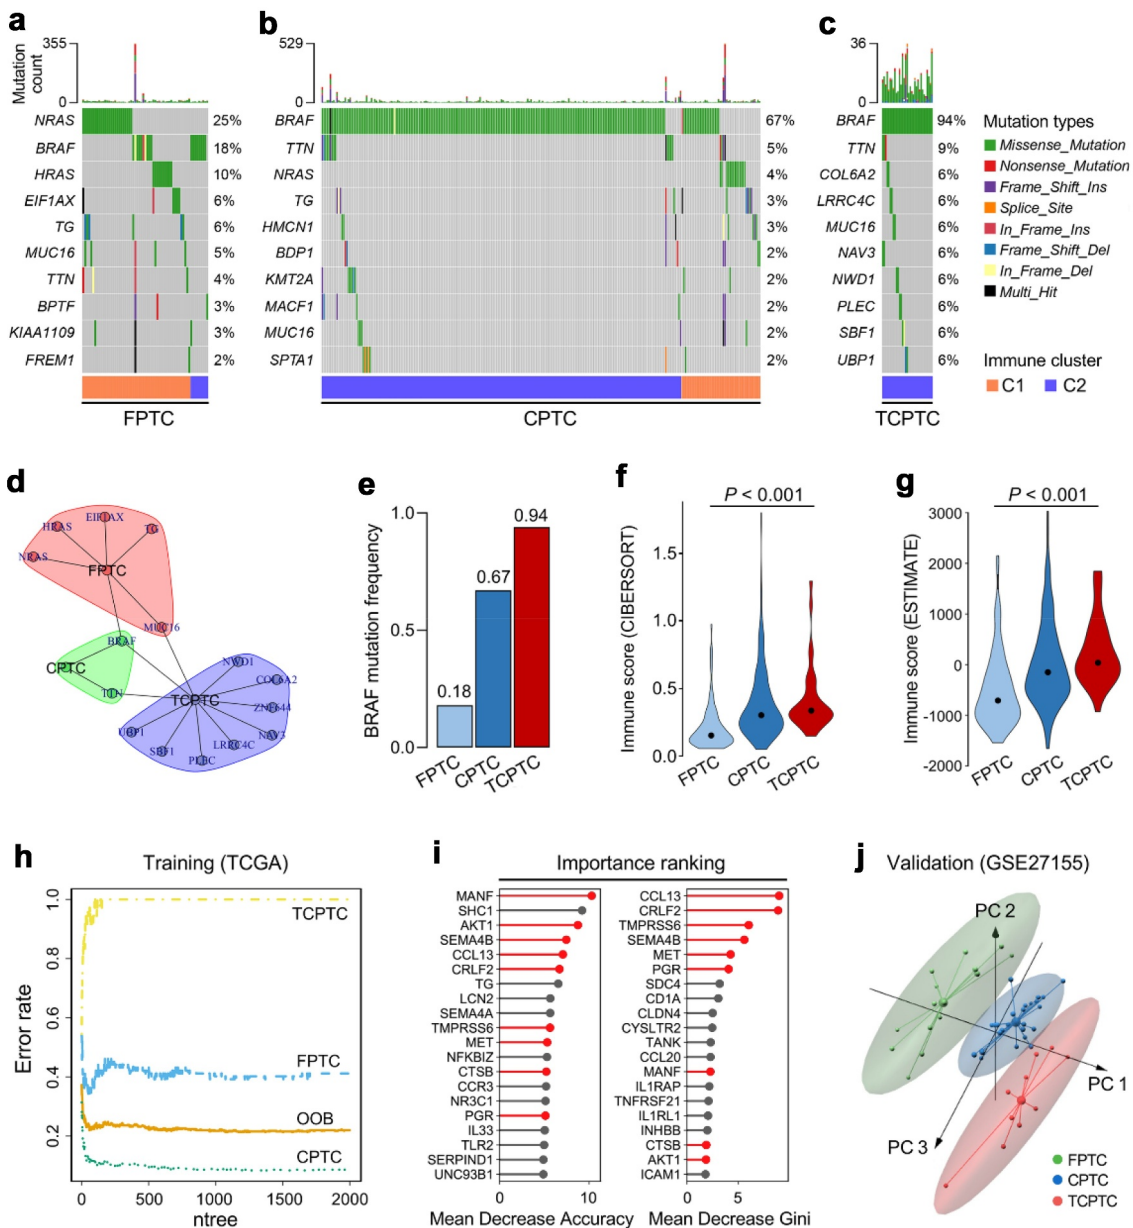 a
355
Mutation
count
0
NRAS 25%
BRAF 18%
HRAS 10%
EIF1AX 6%
TG 6%
MUC16 5%
TTN 4%
BPTF 3%
KIAA1109 3%
FREM1 2%
FPTC
b
529
0
BRAF 67%
TTN 5%
NRAS 4%
TG 3%
HMCN1 3%
BDP1 2%
KMT2A 2%
MACF1 2%
MUC16 2%
SPTA1 2%
CPTC
c
36
0
BRAF 94%
TTN 9%
COL6A2 6%
LRRC4C 6%
MUC16 6%
NAV3 6%
NWD1 6%
PLEC 6%
SBF1 6%
UBP1 6%
TCPTC
Mutation types
Missense_Mutation
Nonsense_Mutation
Frame_Shift_Ins
Splice_Site
In_Frame_Ins
Frame_Shift_Del
In_Frame_Del
Multi_Hit
Immune cluster
C1 C2
d
EIF1AX
HRAS
TG
NRAS
FPTC
MUC16
BRAF
CPTC
TTN
NWD1
COL6A2
TCPTC
ZNF644
UBP1
NAV3
SBF1
LRRC4C
PLEC
e
BRAF mutation frequency
1.0
0.5
0.0
0.18
0.67
0.94
FPTC
CPTC
TCPTC
f
P < 0.001
Immune score (CIBERSORT)
1.5
1.0
0.5
0.0
FPTC
CPTC
TCPTC
g
P < 0.001
Immune score (ESTIMATE)
3000
2000
1000
0
-1000
-2000
FPTC
CPTC
TCPTC
h
Training (TCGA)
Error rate
1.0
0.8
0.6
0.4
0.2
TCPTC
FPTC
OOB
CPTC
0 500 1000 1500 2000
ntree
i
Importance ranking
MANF
SHC1
AKT1
SEMA4B
CCL13
CRLF2
TG
LCN2
SEMA4A
TMPRSS6
MET
NFKBIZ
CTSB
CCR3
NR3C1
PGR
IL33
TLR2
SERPIND1
UNC93B1
0 10
Mean Decrease Accuracy
CCL13
CRLF2
TMPRSS6
SEMA4B
MET
PGR
SDC4
CD1A
CLDN4
CYSLTR2
TANK
CCL20
MANF
IL1RAP
TNFRSF21
IL1RL1
INHBB
CTSB
AKT1
ICAM1
0 5
Mean Decrease Gini
j
Validation (GSE27155)
PC 2
PC 1
PC 3
FPTC
CPTC
TCPTC